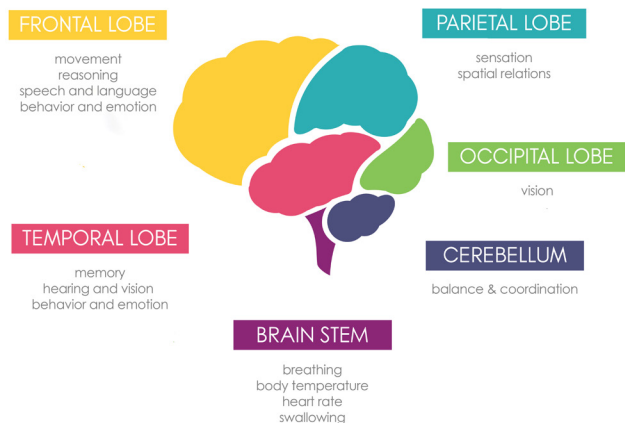 FRONTAL LOBE
movement
reasoning
speech and language
behavior and emotion
PARIETAL LOBE
sensation
spatial relations
OCCIPITAL LOBE
vision
TEMPORAL LOBE
memory
hearing and vision
behavior and emotion
CEREBELLUM
balance & coordination
BRAIN STEM
breathing
body temperature
heart rate
swallowing